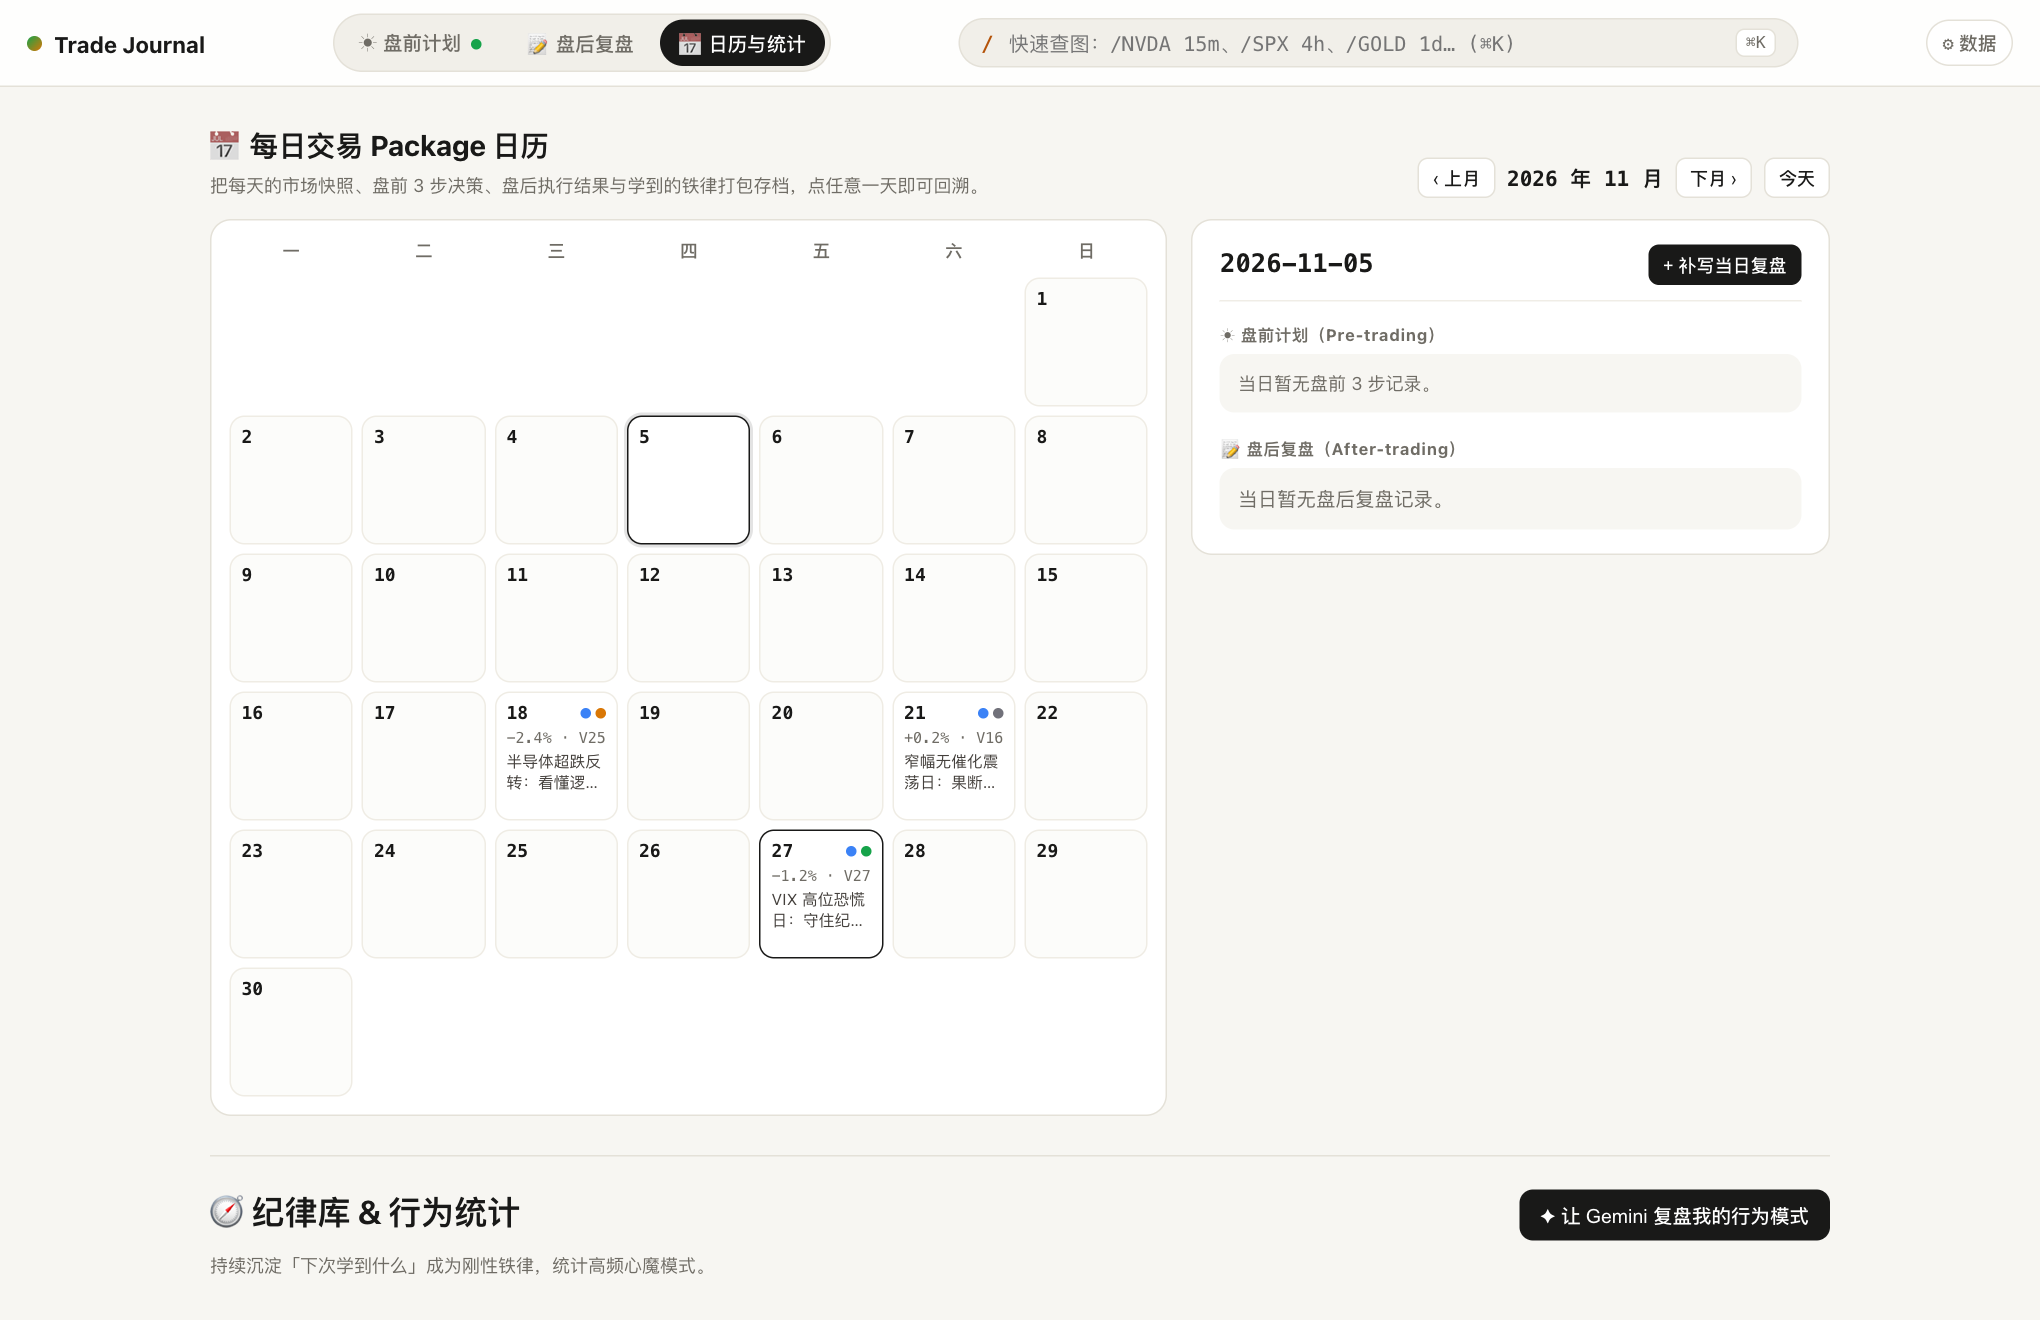 Trade Journal
盘前计划
盘后复盘
日历与统计
/ 快速查图：/NVDA 15m、/SPX 4h、/GOLD 1d… (⌘K)
⌘K
数据
每日交易 Package 日历
把每天的市场快照、盘前 3 步决策、盘后执行结果与学到的铁律打包存档，点任意一天即可回溯。
‹ 上月
2026 年 11 月
下月 ›
今天
一 二 三 四 五 六 日
1
2 3 4 5 6 7 8
9 10 11 12 13 14 15
16 17 18 19 20 21 22
-2.4% · V25
半导体超跌反
转：看懂逻…
+0.2% · V16
窄幅无催化震
荡日：果断…
23 24 25 26 27 28 29
-1.2% · V27
VIX 高位恐慌
日：守住纪…
30
2026-11-05
+ 补写当日复盘
盘前计划（Pre-trading）
当日暂无盘前 3 步记录。
盘后复盘（After-trading）
当日暂无盘后复盘记录。
纪律库 & 行为统计
✦ 让 Gemini 复盘我的行为模式
持续沉淀「下次学到什么」成为刚性铁律，统计高频心魔模式。